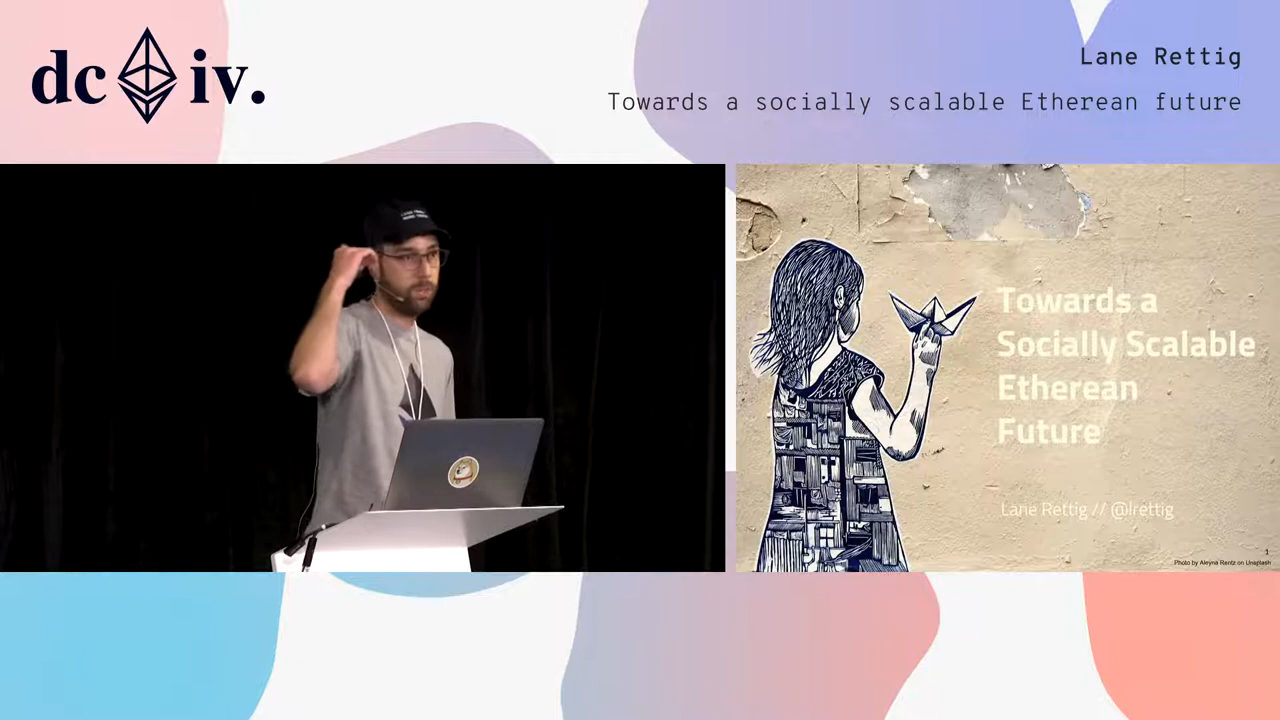 dc iv.
Lane Rettig
Towards a socially scalable Etherean future
Towards a
Socially Scalable
Etherean
Future
Lane Rettig // @lrettig
1
Photo by Aleyna Rentz on Unsplash